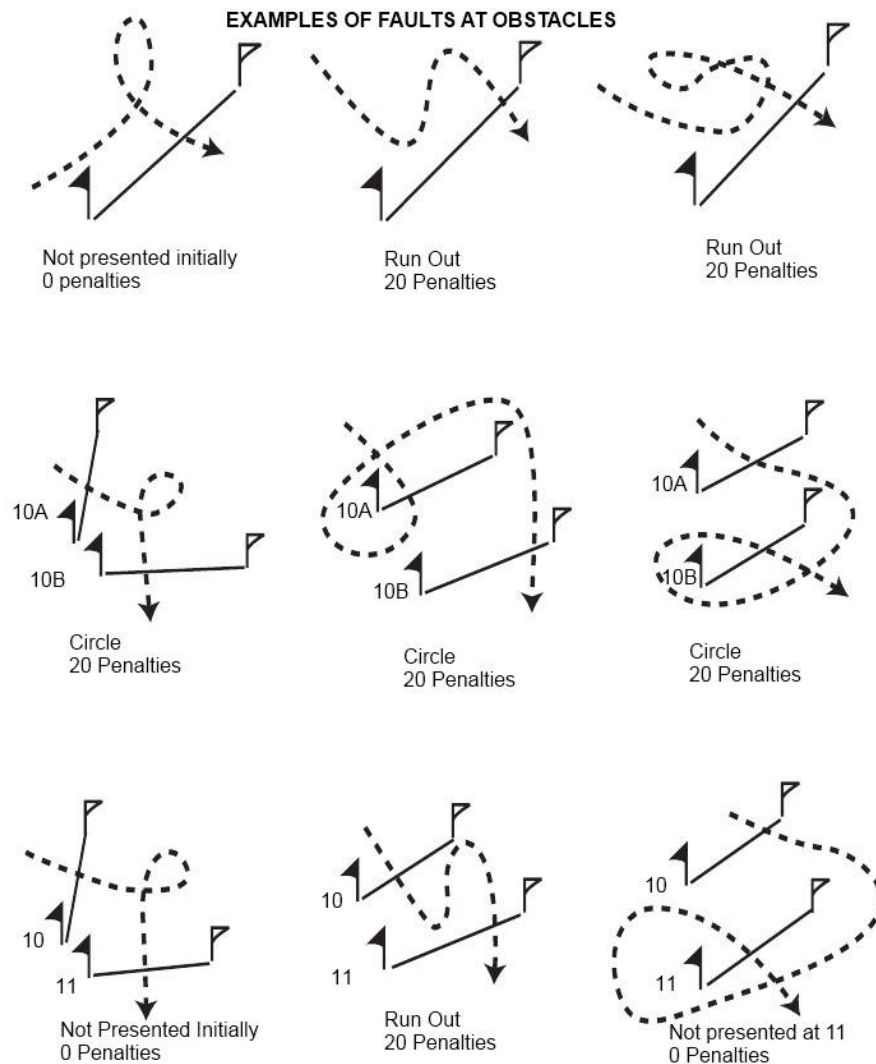 EXAMPLES OF FAULTS AT OBSTACLES
Not presented initially
0 penalties
Run Out
20 Penalties
Run Out
20 Penalties
10A
10B
Circle
20 Penalties
10A
10B
Circle
20 Penalties
10A
10B
Circle
20 Penalties
10
11
Not Presented Initially
0 Penalties
10
11
Run Out
20 Penalties
10
11
Not presented at 11
0 Penalties